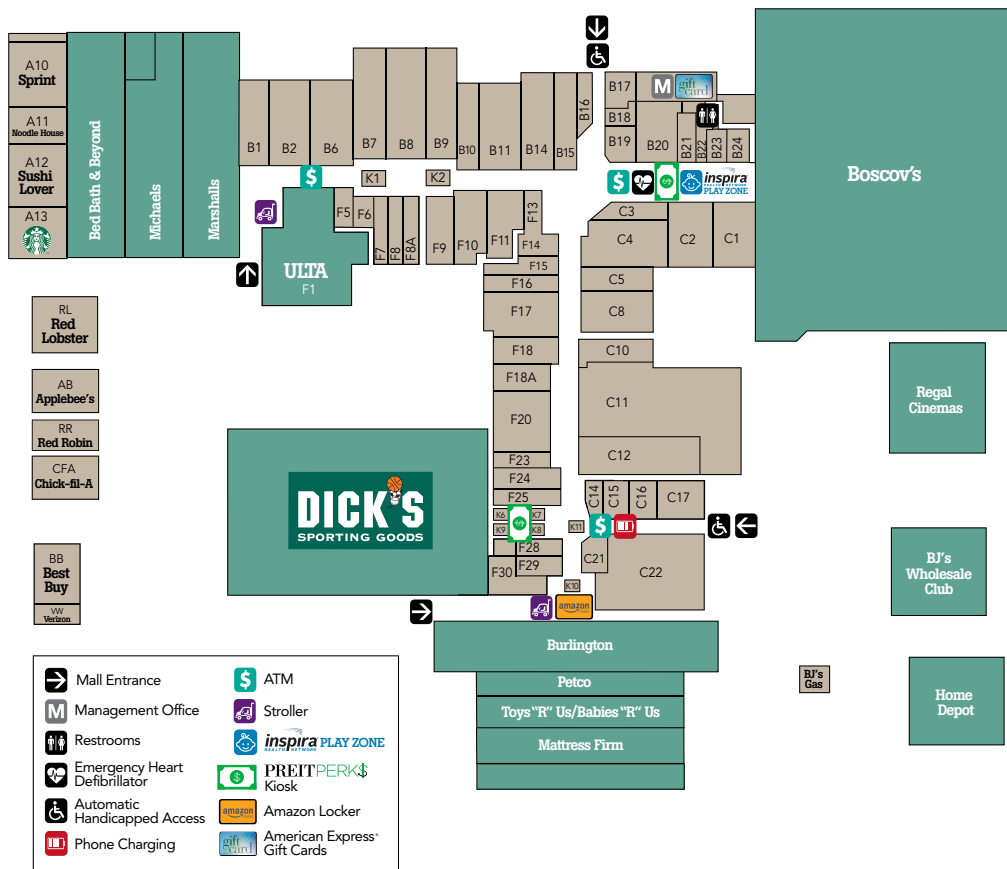 A10
Sprint
A11
Noodle House
A12
Sushi
Lover
A13
Bed Bath & Beyond
Michaels
Marshalls
B1
B2
B6
B7
B8
B9
B10
B11
B14
B15
B16
B17
B18
B19
B20
B21
B22
B23
B24
M
gift
card
Boscov's
K1
K2
$
inspira
HEALTH NETWORK
PLAY ZONE
ULTA
F1
F5
F6
F7
F8
F8A
F9
F10
F11
F13
F14
F15
F16
F17
F18
F18A
F20
F23
F24
F25
C3
C4
C2
C1
C5
C8
C10
C11
C12
C14
C15
C16
C17
C21
C22
RL
Red
Lobster
AB
Applebee's
RR
Red Robin
CFA
Chick-fil-A
BB
Best
Buy
VW
Verizon
DICK'S
SPORTING GOODS
K6
K7
K9
K8
K11
$
F28
F29
F30
K10
amazon
Regal
Cinemas
BJ's
Wholesale
Club
BJ's
Gas
Home
Depot
Burlington
Petco
Toys "R" Us/Babies "R" Us
Mattress Firm
Mall Entrance
M Management Office
Restrooms
Emergency Heart
Defibrillator
Automatic
Handicapped Access
Phone Charging
$ ATM
Stroller
inspira PLAY ZONE
HEALTH NETWORK
$ PREIT PERK$
Kiosk
amazon Amazon Locker
gift card American Express®
Gift Cards